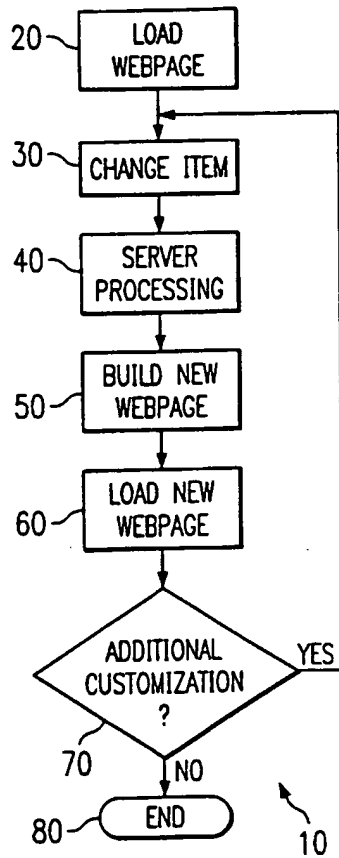 20
LOAD
WEBPAGE
30
CHANGE ITEM
40
SERVER
PROCESSING
50
BUILD NEW
WEBPAGE
60
LOAD NEW
WEBPAGE
ADDITIONAL
CUSTOMIZATION
?
YES
70
NO
80
END
10